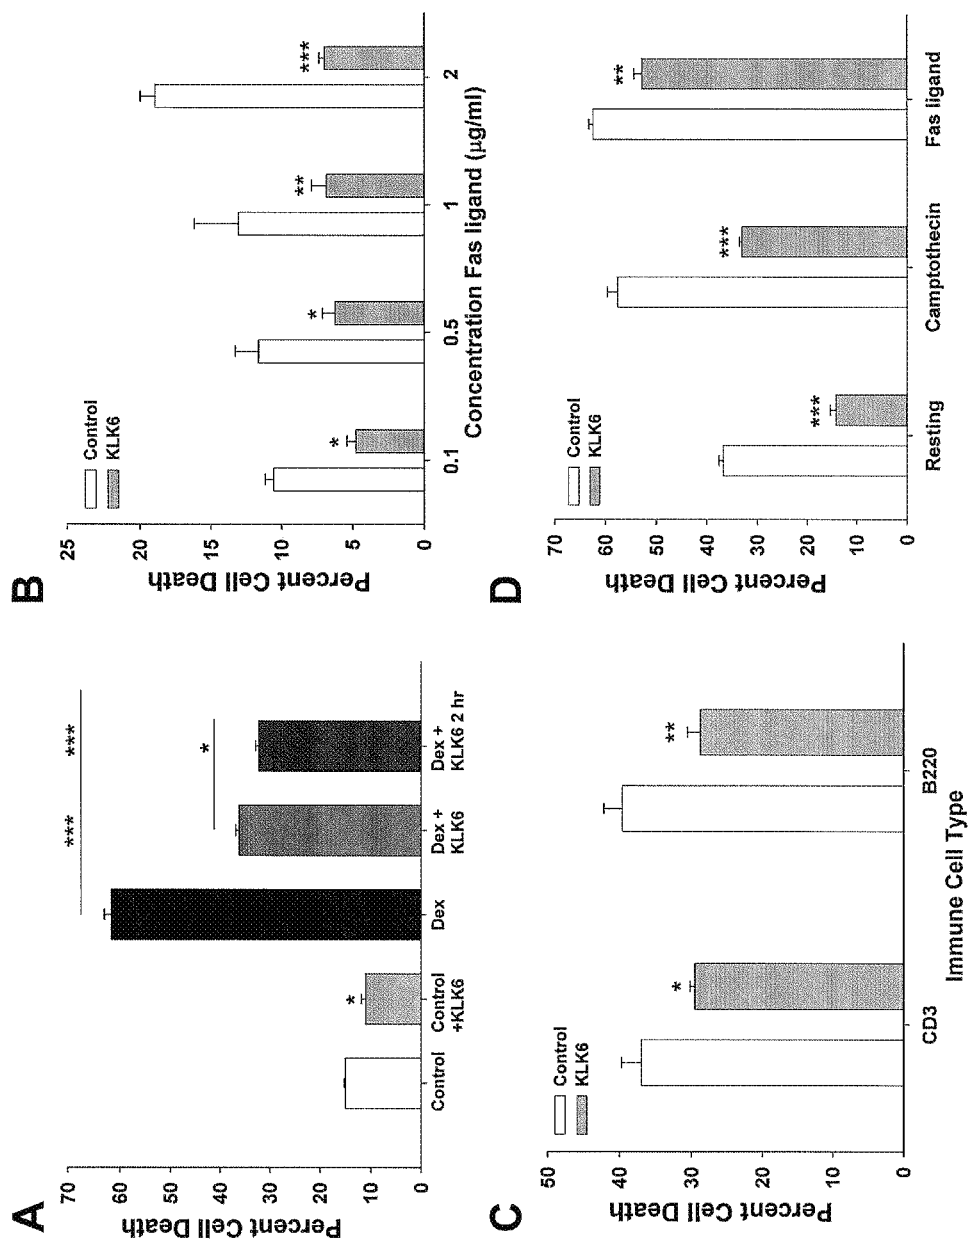 A
Percent Cell Death
70
60
50
40
30
20
10
0
***
***
*
*
Control
Control
+KLK6
Dex
Dex +
KLK6
Dex +
KLK6 2 hr
B
Percent Cell Death
25
20
15
10
5
0
Control
KLK6
*
*
**
***
0.1
0.5
1
2
Concentration Fas ligand (µg/ml)
C
Percent Cell Death
50
40
30
20
10
0
Control
KLK6
*
**
CD3
B220
Immune Cell Type
D
Percent Cell Death
70
60
50
40
30
20
10
0
Control
KLK6
***
***
**
Resting
Camptothecin
Fas ligand